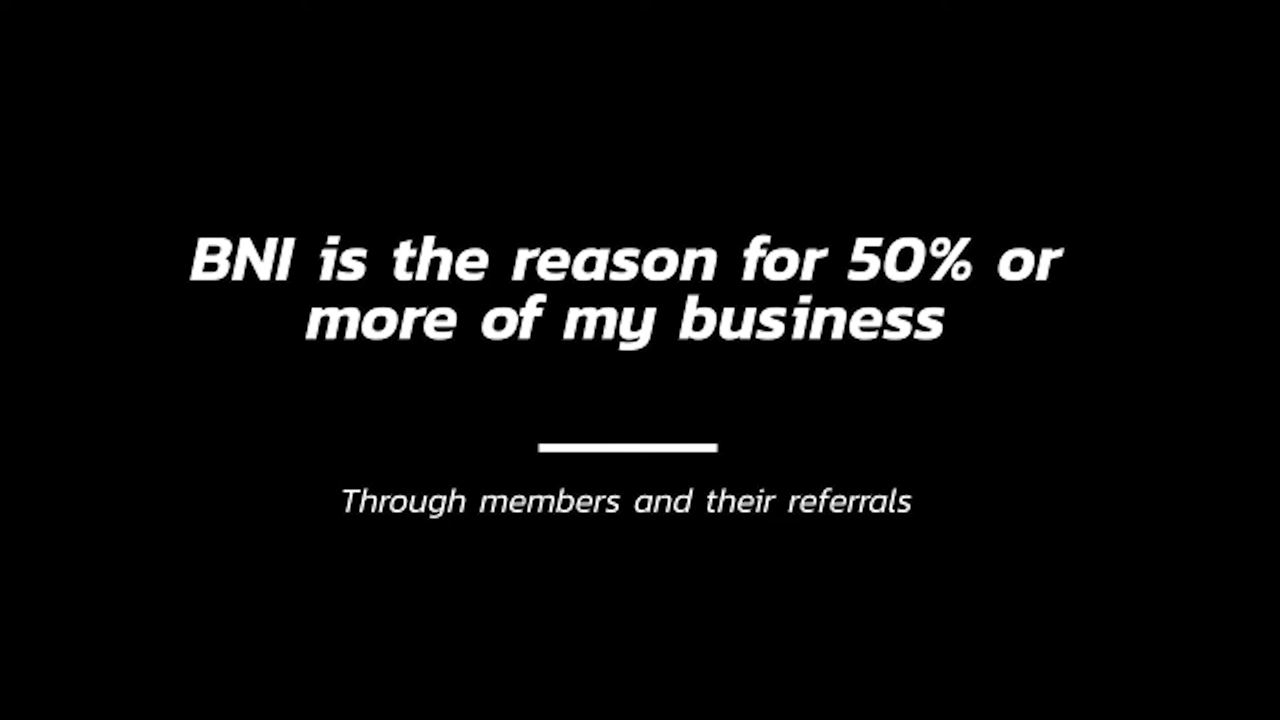 BNI is the reason for 50% or
more of my business
Through members and their referrals